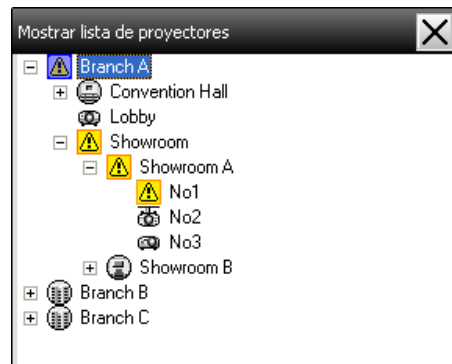 Mostrar lista de proyectores
Branch A
Convention Hall
Lobby
Showroom
Showroom A
No1
No2
No3
Showroom B
Branch B
Branch C